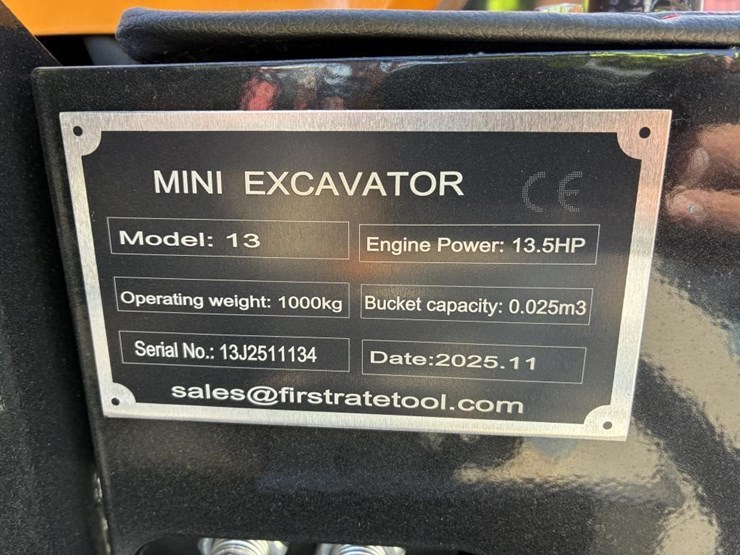 MINI EXCAVATOR CE
Model: 13
Engine Power: 13.5HP
Operating weight: 1000kg
Bucket capacity: 0.025m3
Serial No.: 13J2511134
Date:2025.11
sales@firstratetool.com